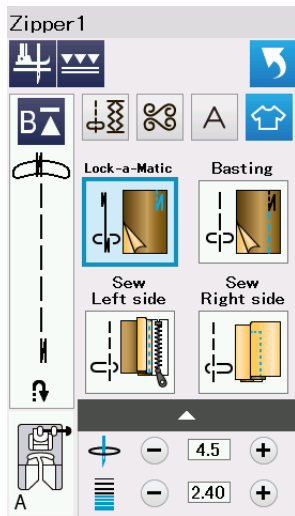 Zipper1
B
A
Lock-a-Matic
Basting
Sew
Left side
Sew
Right side
4.5
2.40
A